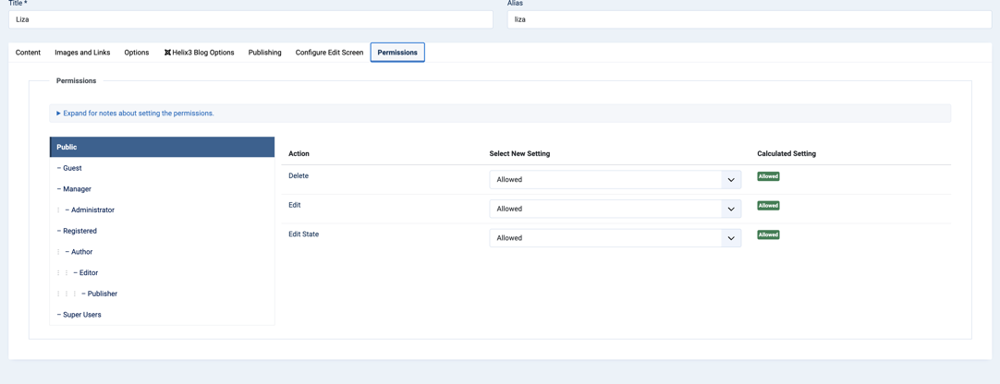 Title *
Alias
Liza
liza
Content
Images and Links
Options
Helix3 Blog Options
Publishing
Configure Edit Screen
Permissions
Permissions
Expand for notes about setting the permissions.
Public
– Guest
– Manager
– Administrator
– Registered
– Author
– Editor
– Publisher
– Super Users
Action
Select New Setting
Calculated Setting
Delete
Allowed
Allowed
Edit
Allowed
Allowed
Edit State
Allowed
Allowed